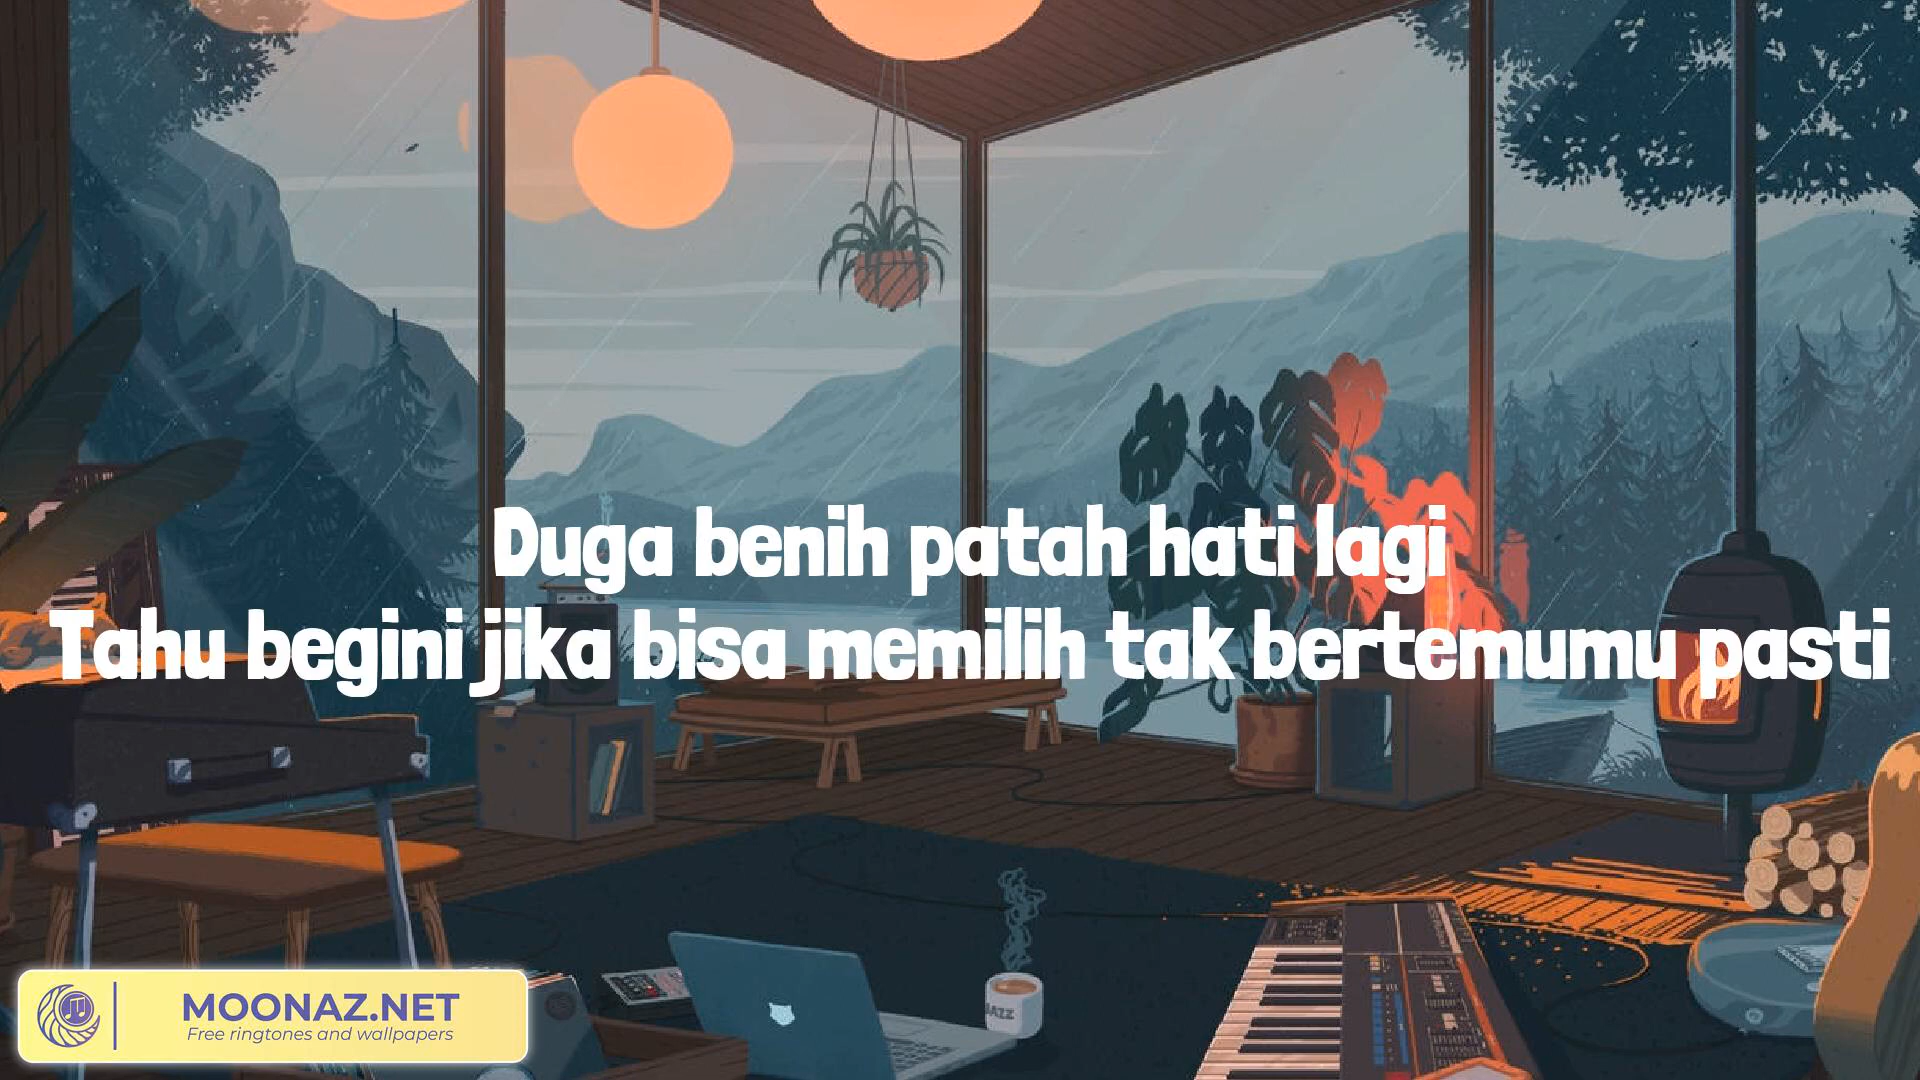 Duga benih patah hati lagi
Tahu begini jika bisa memilih tak bertemumu pasti
JAZZ
MOONAZ.NET
Free ringtones and wallpapers